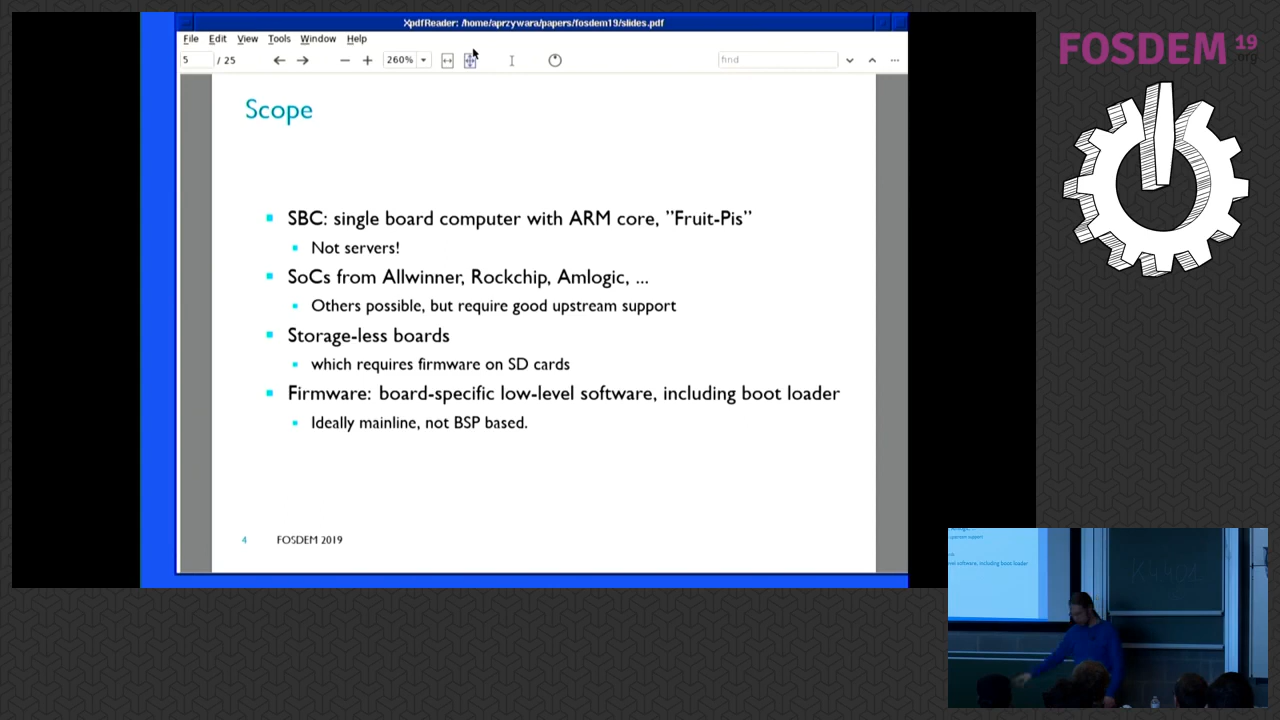 XpdfReader: /home/aprzywara/papers/fosdem19/slides.pdf
File Edit View Tools Window Help
5 / 25 260% find
FOSDEM 19
.org
Scope
SBC: single board computer with ARM core, ”Fruit-Pis”
Not servers!
SoCs from Allwinner, Rockchip, Amlogic, ...
Others possible, but require good upstream support
Storage-less boards
which requires firmware on SD cards
Firmware: board-specific low-level software, including boot loader
Ideally mainline, not BSP based.
4 FOSDEM 2019